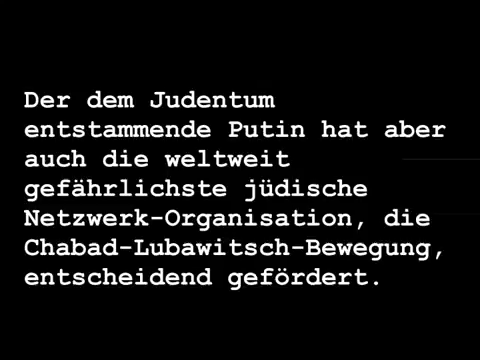 Der dem Judentum
entstammende Putin hat aber
auch die weltweit
gefährlichste jüdische
Netzwerk-Organisation, die
Chabad-Lubawitsch-Bewegung,
entscheidend gefördert.